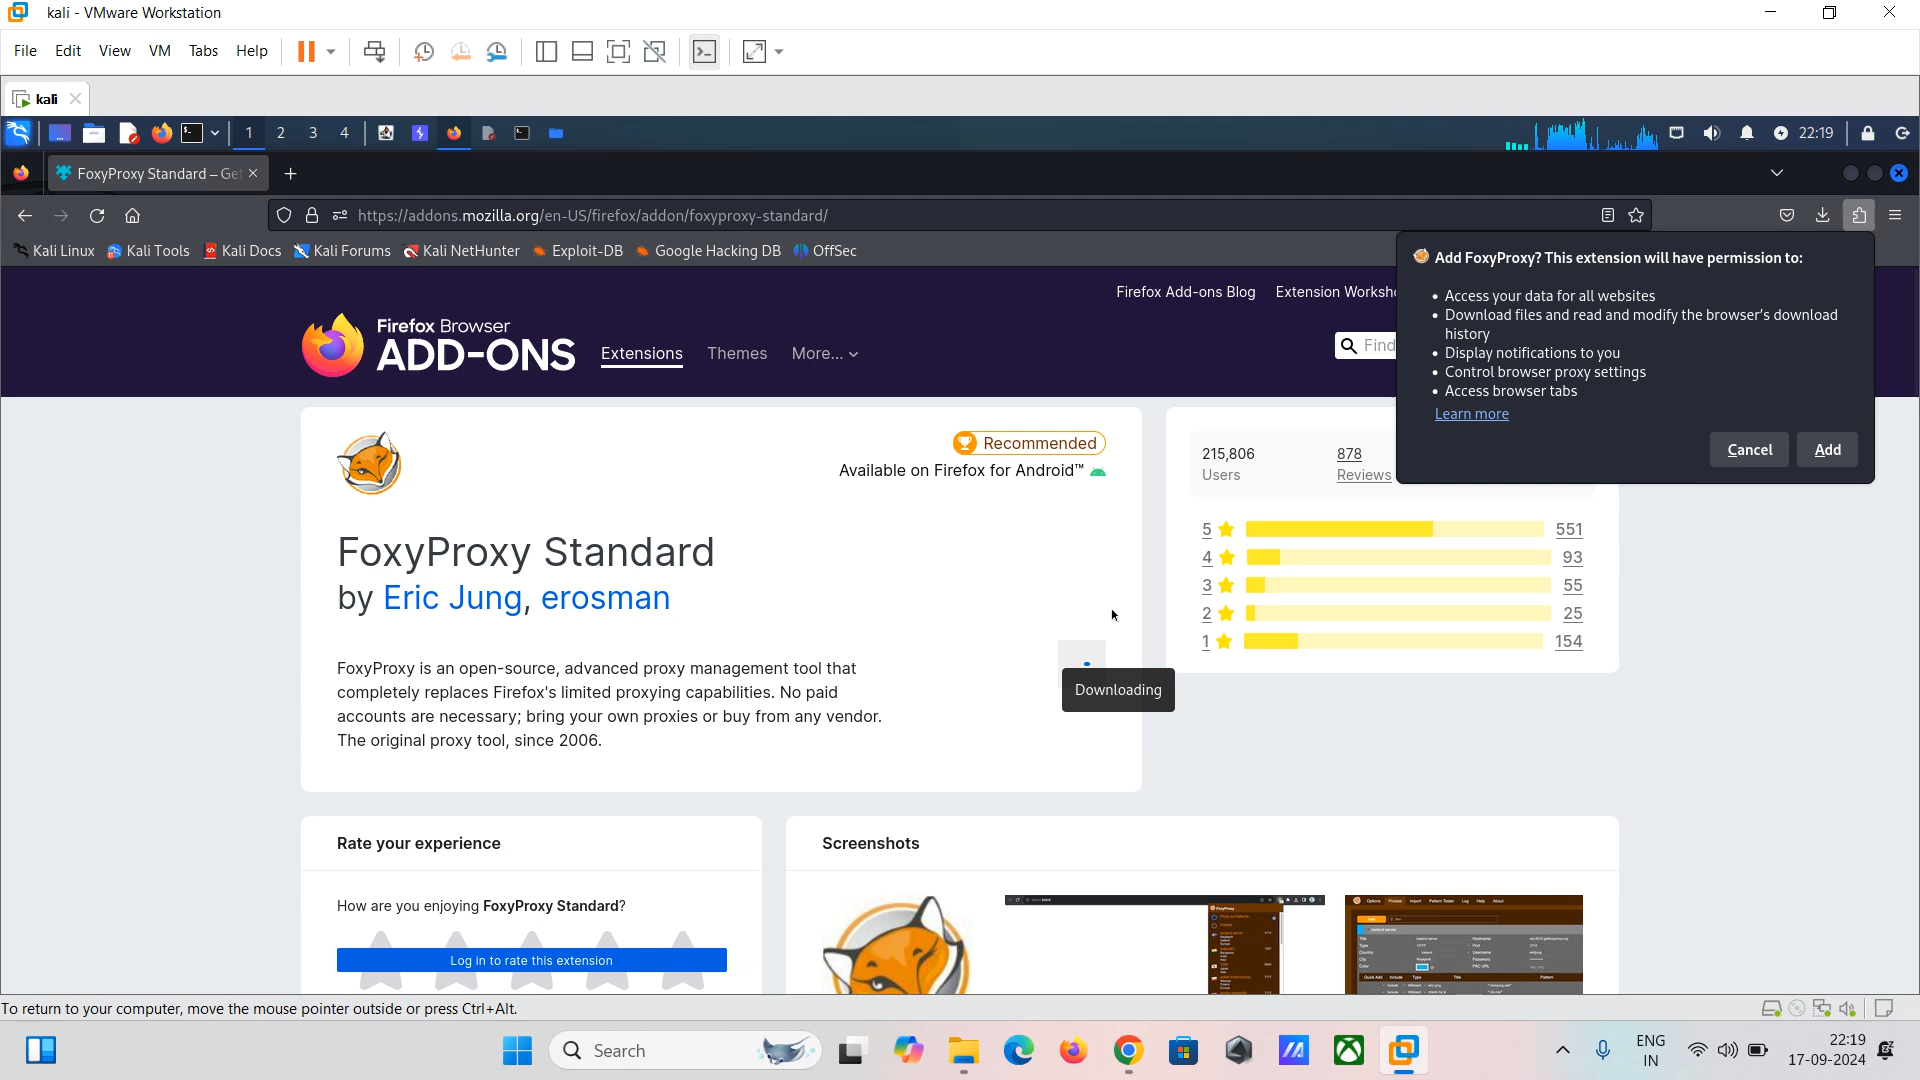 kali - VMware Workstation
File Edit View VM Tabs Help
kali
1 2 3 4
22:19
FoxyProxy Standard – Get
https://addons.mozilla.org/en-US/firefox/addon/foxyproxy-standard/
Kali Linux Kali Tools Kali Docs Kali Forums Kali NetHunter Exploit-DB Google Hacking DB OffSec
Add FoxyProxy? This extension will have permission to:
• Access your data for all websites
• Download files and read and modify the browser's download
history
• Display notifications to you
• Control browser proxy settings
• Access browser tabs
Learn more
Cancel Add
Firefox Add-ons Blog Extension Worksho
Firefox Browser
ADD-ONS
Extensions Themes More...
Find
Recommended
Available on Firefox for Android™
FoxyProxy Standard
by Eric Jung, erosman
FoxyProxy is an open-source, advanced proxy management tool that
completely replaces Firefox's limited proxying capabilities. No paid
accounts are necessary; bring your own proxies or buy from any vendor.
The original proxy tool, since 2006.
Downloading
215,806 878
Users Reviews
5 551
4 93
3 55
2 25
1 154
Rate your experience
How are you enjoying FoxyProxy Standard?
Log in to rate this extension
Screenshots
To return to your computer, move the mouse pointer outside or press Ctrl+Alt.
Search
ENG
IN
22:19
17-09-2024